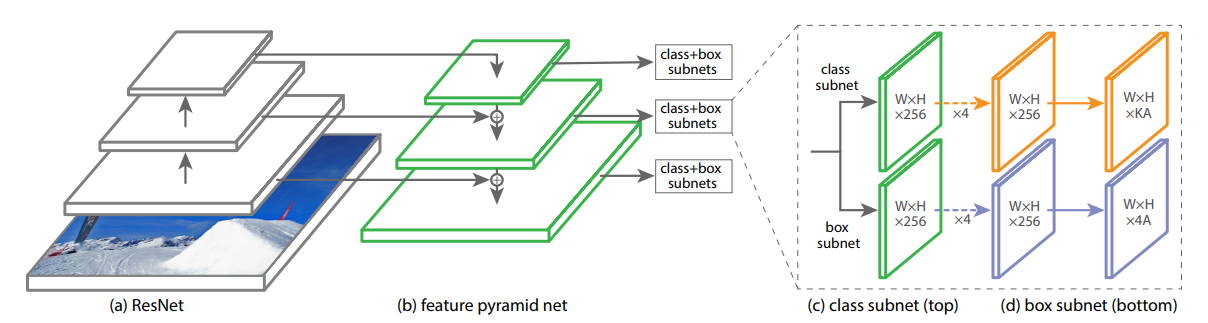 class+box
subnets
class+box
subnets
class+box
subnets
class
subnet
box
subnet
W×H
×256
×4
W×H
×256
W×H
×KA
W×H
×256
×4
W×H
×256
W×H
×4A
(a) ResNet
(b) feature pyramid net
(c) class subnet (top)
(d) box subnet (bottom)